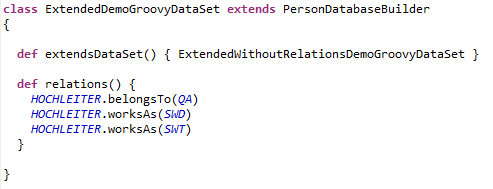 class ExtendedDemoGroovyDataSet extends PersonDatabaseBuilder
{
def extendsDataSet() { ExtendedWithoutRelationsDemoGroovyDataSet }
def relations() {
HOCHLEITER.belongsTo(QA)
HOCHLEITER.worksAs(SWD)
HOCHLEITER.worksAs(SWT)
}
}